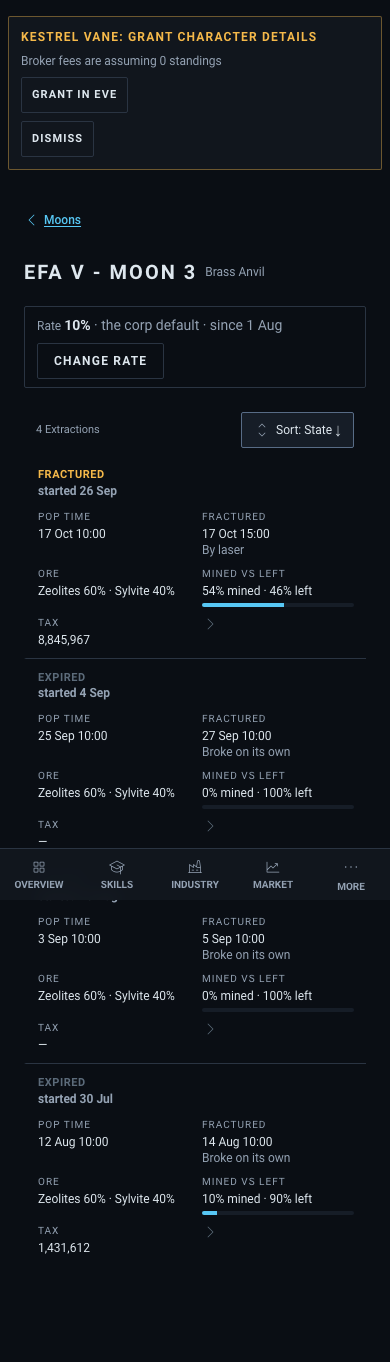 KESTREL VANE: GRANT CHARACTER DETAILS
Broker fees are assuming 0 standings
GRANT IN EVE
DISMISS
Moons
EFA V - MOON 3 Brass Anvil
Rate 10% · the corp default · since 1 Aug
CHANGE RATE
4 Extractions
Sort: State ↓
FRACTURED
started 26 Sep
POP TIME FRACTURED
17 Oct 10:00 17 Oct 15:00
By laser
ORE MINED VS LEFT
Zeolites 60% · Sylvite 40% 54% mined · 46% left
TAX
8,845,967
EXPIRED
started 4 Sep
POP TIME FRACTURED
25 Sep 10:00 27 Sep 10:00
Broke on its own
ORE MINED VS LEFT
Zeolites 60% · Sylvite 40% 0% mined · 100% left
TAX
—
OVERVIEW SKILLS INDUSTRY MARKET MORE
POP TIME FRACTURED
3 Sep 10:00 5 Sep 10:00
Broke on its own
ORE MINED VS LEFT
Zeolites 60% · Sylvite 40% 0% mined · 100% left
TAX
—
EXPIRED
started 30 Jul
POP TIME FRACTURED
12 Aug 10:00 14 Aug 10:00
Broke on its own
ORE MINED VS LEFT
Zeolites 60% · Sylvite 40% 10% mined · 90% left
TAX
1,431,612